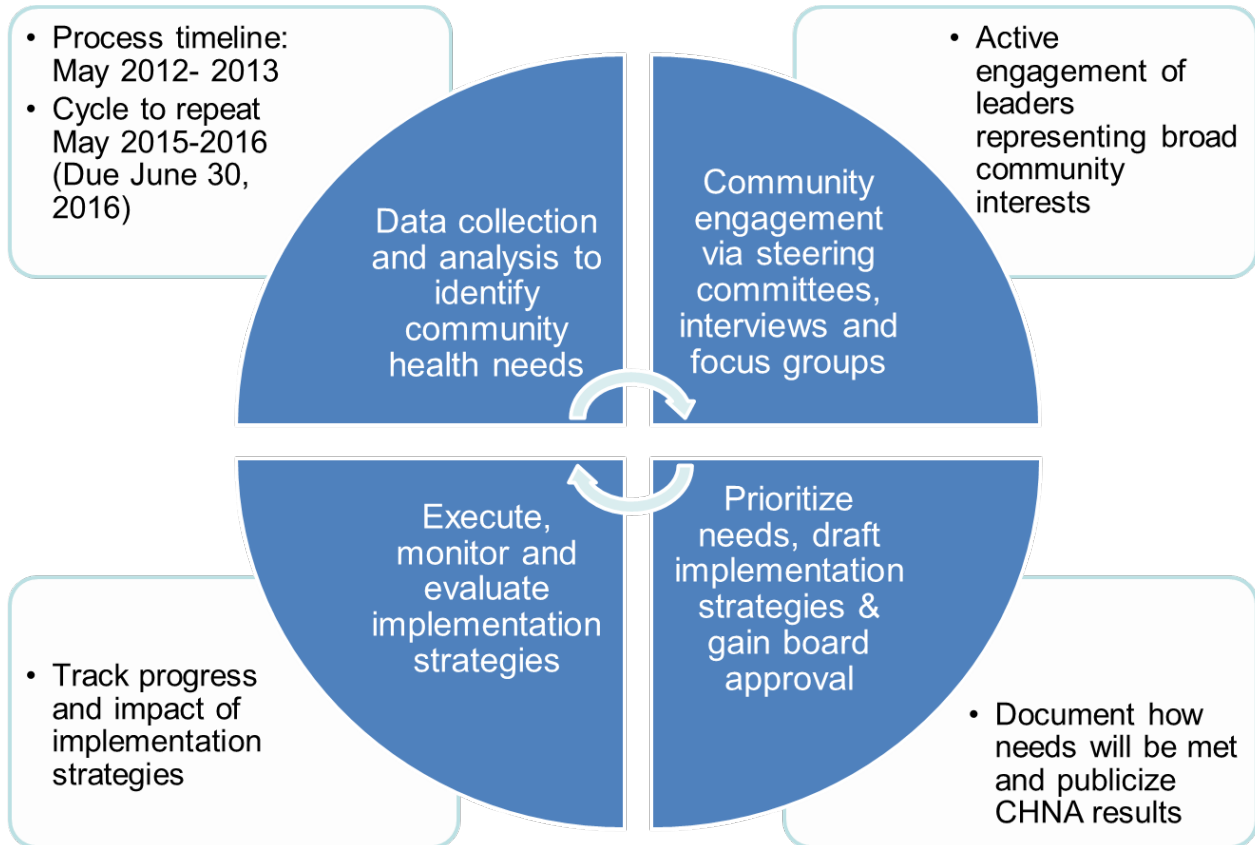 • Process timeline:
May 2012- 2013
• Cycle to repeat
May 2015-2016
(Due June 30,
2016)
Data collection
and analysis to
identify
community
health needs
Community
engagement
via steering
committees,
interviews and
focus groups
• Active
engagement of
leaders
representing broad
community
interests
Execute,
monitor and
evaluate
implementation
strategies
• Track progress
and impact of
implementation
strategies
Prioritize
needs, draft
implementation
strategies &
gain board
approval
• Document how
needs will be met
and publicize
CHNA results